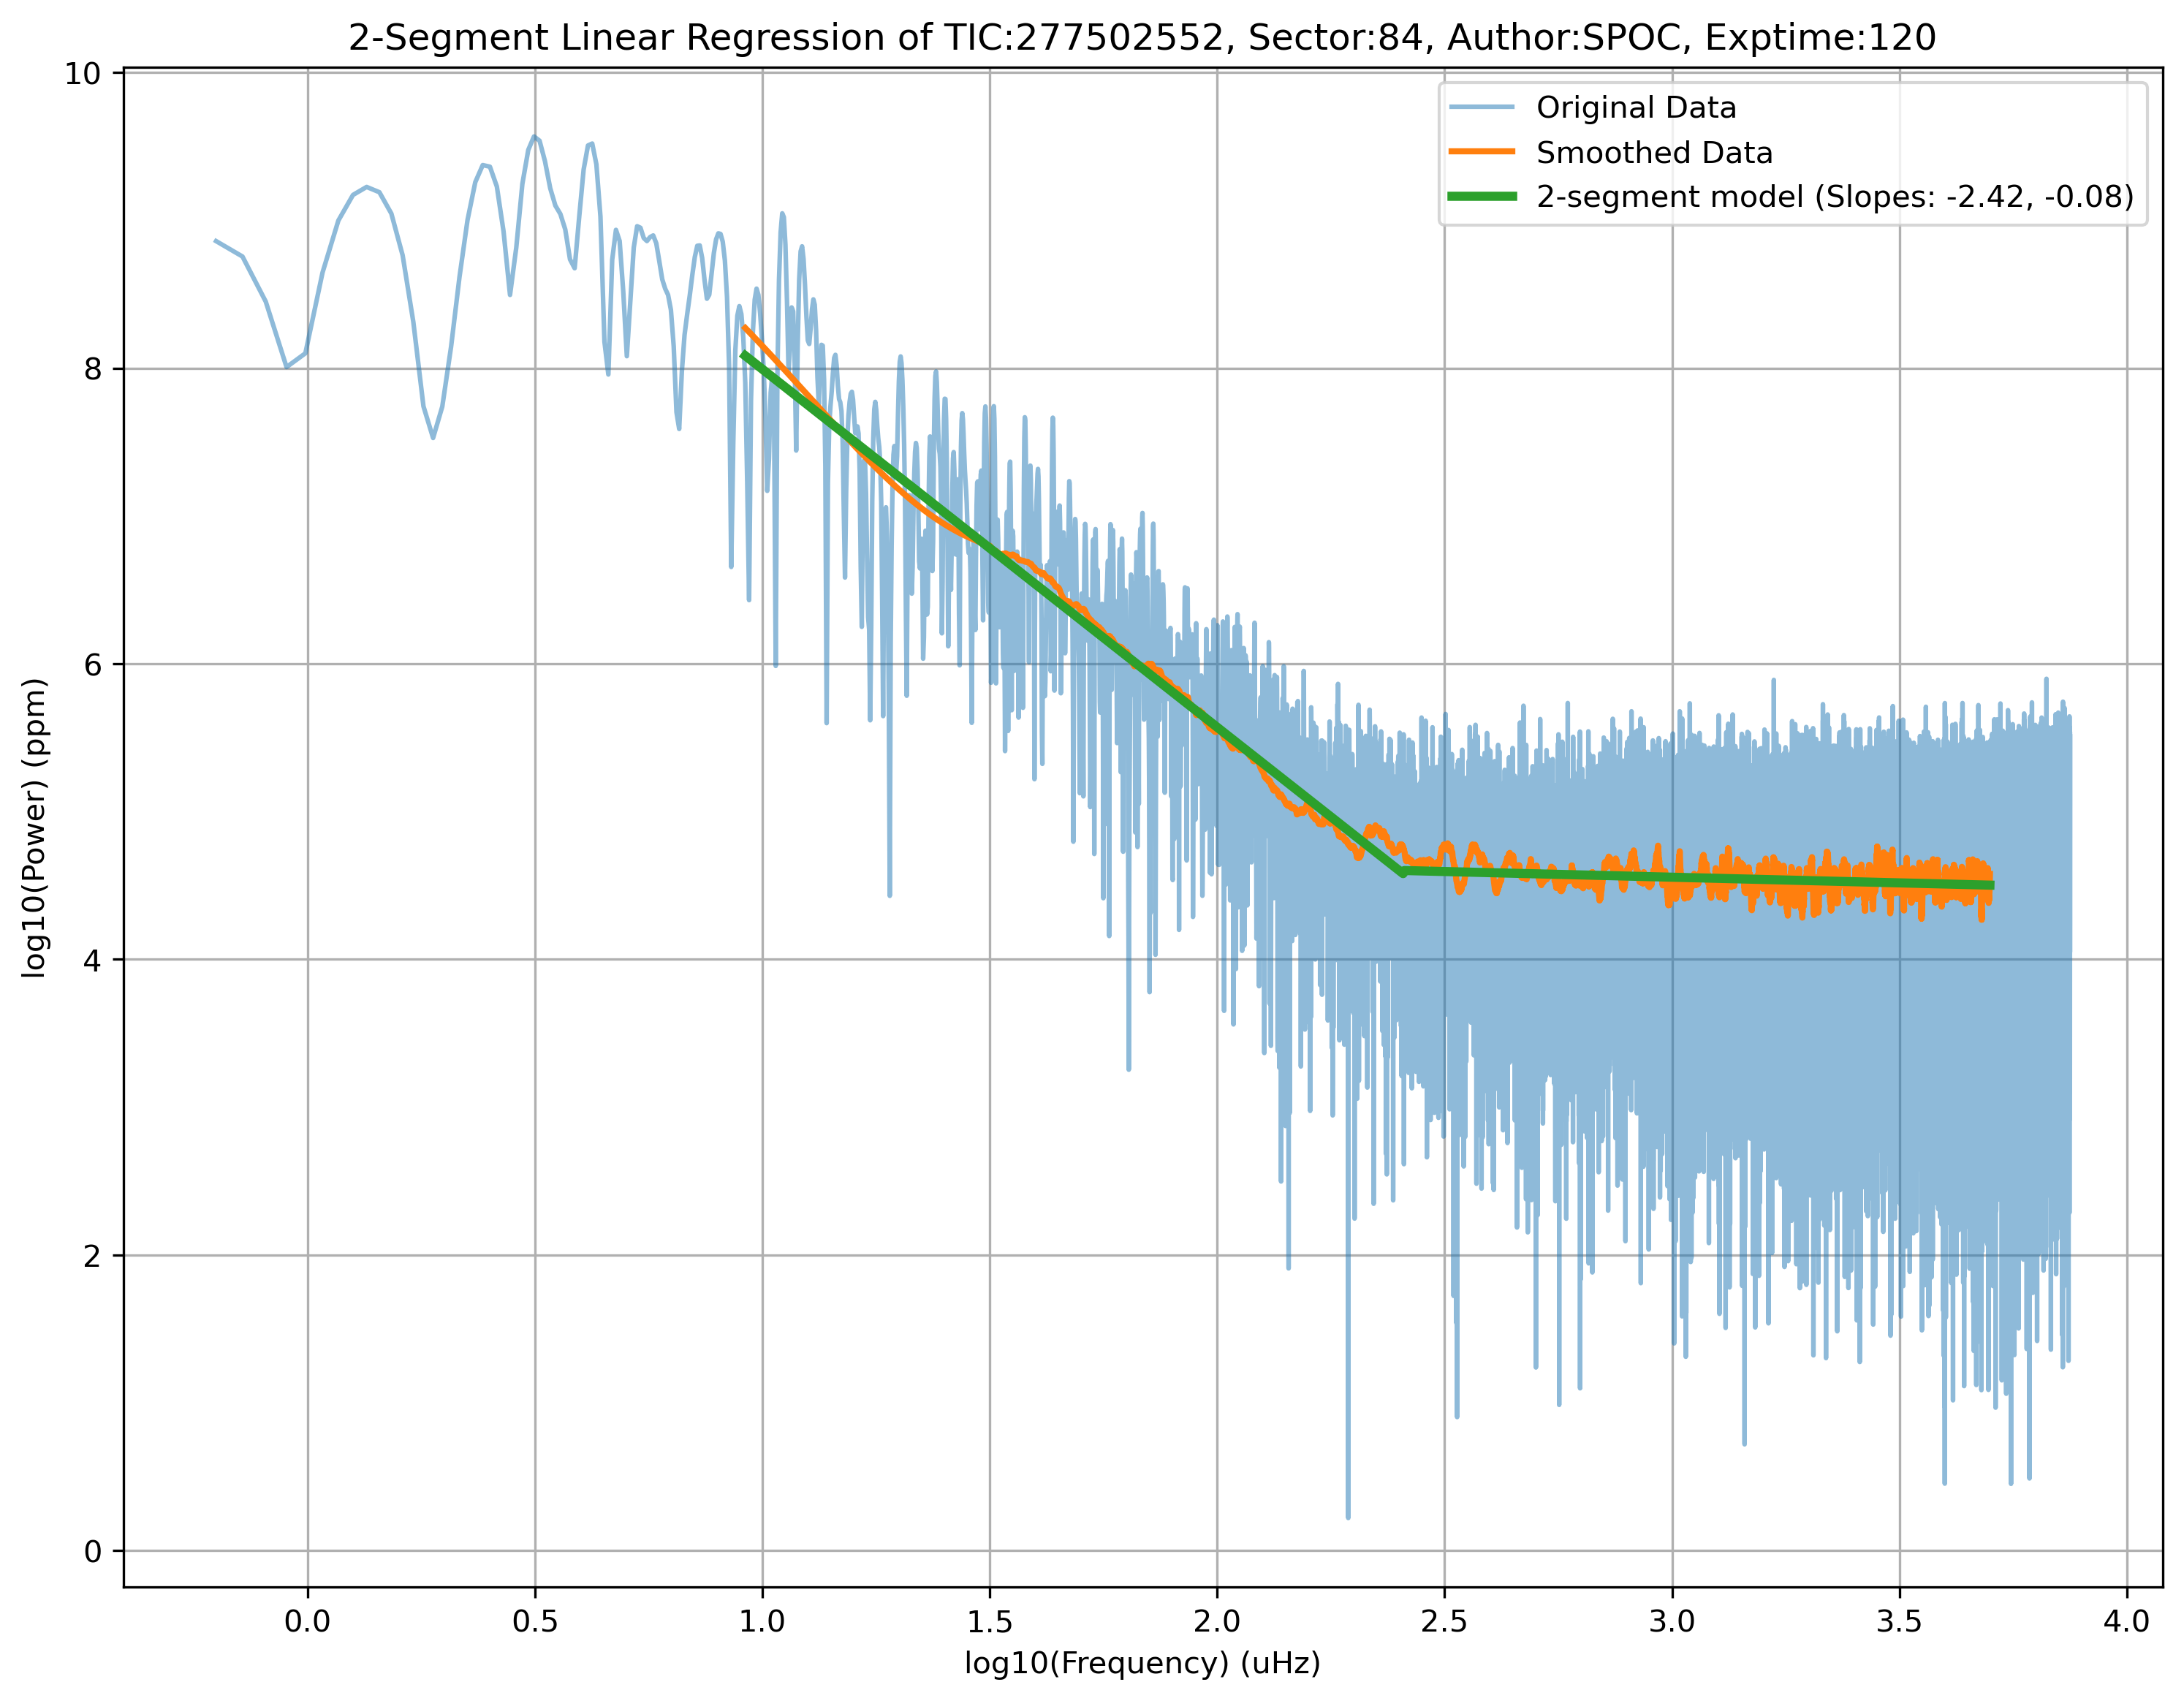 2-Segment Linear Regression of TIC:277502552, Sector:84, Author:SPOC, Exptime:120
Original Data
Smoothed Data
2-segment model (Slopes: -2.42, -0.08)
log10(Power) (ppm)
10
8
6
4
2
0
0.0 0.5 1.0 1.5 2.0 2.5 3.0 3.5 4.0
log10(Frequency) (uHz)